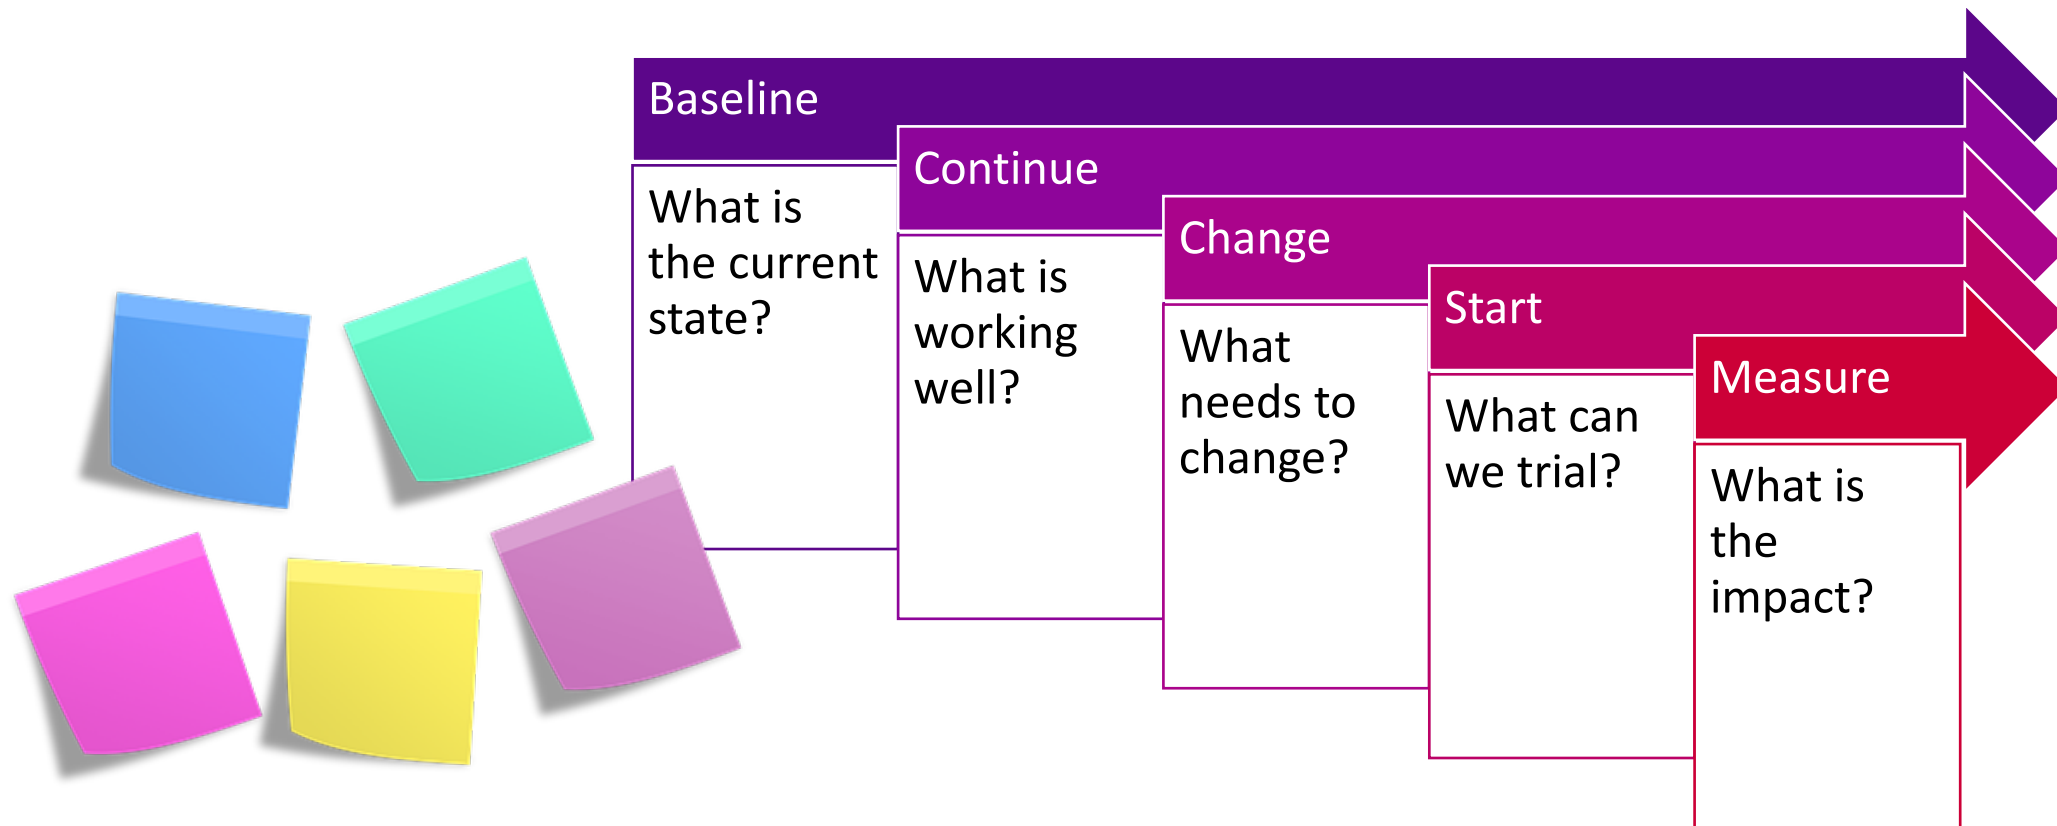 Baseline
What is
the current
state?
Continue
What is
working
well?
Change
What
needs to
change?
Start
What can
we trial?
Measure
What is
the
impact?